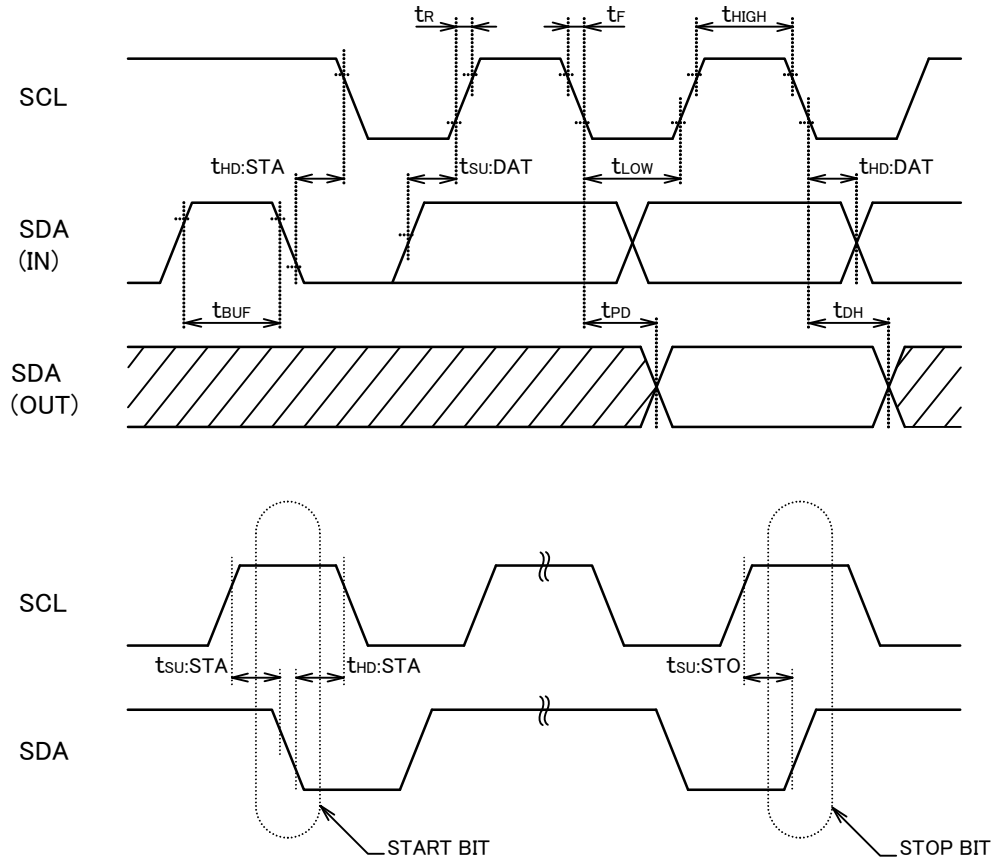 tR
tF
tHIGH
SCL
tHD:STA
tSU:DAT
tLOW
tHD:DAT
SDA
(IN)
tBUF
tPD
tDH
SDA
(OUT)
SCL
tSU:STA
tHD:STA
tSU:STO
SDA
START BIT
STOP BIT